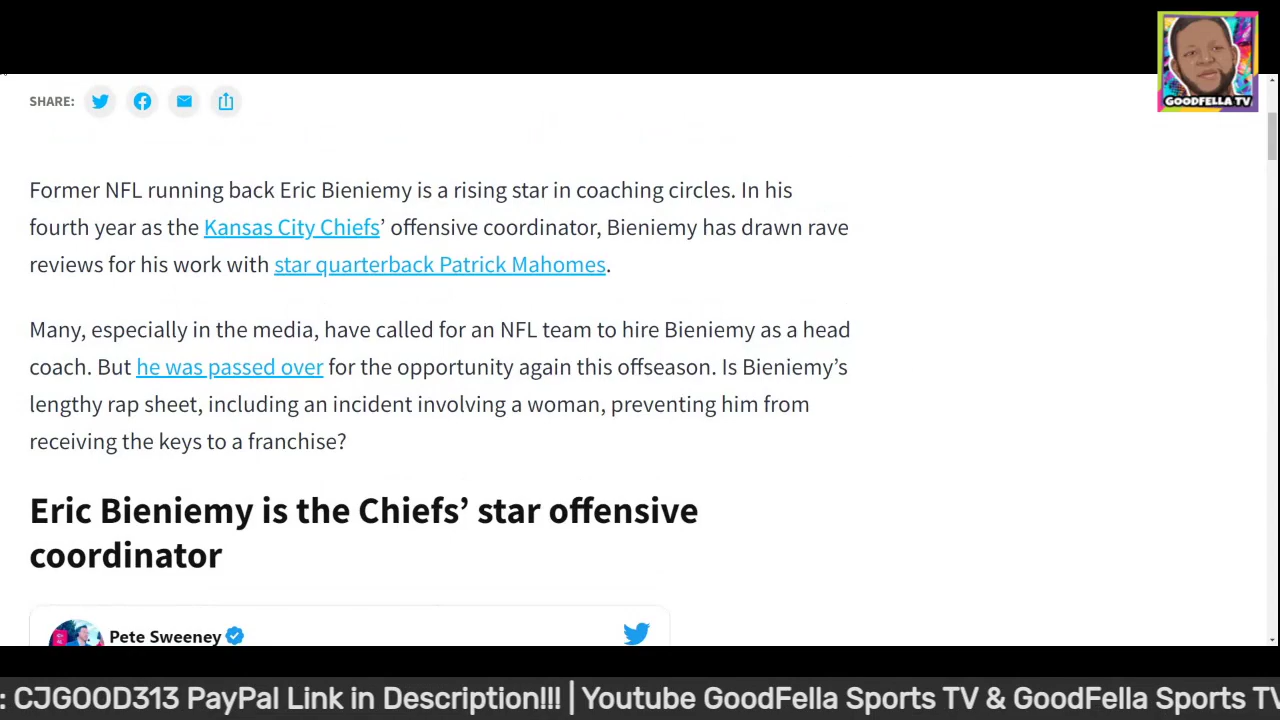 GOODFELLA TV
SHARE:
Former NFL running back Eric Bieniemy is a rising star in coaching circles. In his
fourth year as the Kansas City Chiefs’ offensive coordinator, Bieniemy has drawn rave
reviews for his work with star quarterback Patrick Mahomes.
Many, especially in the media, have called for an NFL team to hire Bieniemy as a head
coach. But he was passed over for the opportunity again this offseason. Is Bieniemy’s
lengthy rap sheet, including an incident involving a woman, preventing him from
receiving the keys to a franchise?
Eric Bieniemy is the Chiefs’ star offensive
coordinator
Pete Sweeney
: CJGOOD313 PayPal Link in Description!!! | Youtube GoodFella Sports TV & GoodFella Sports TV